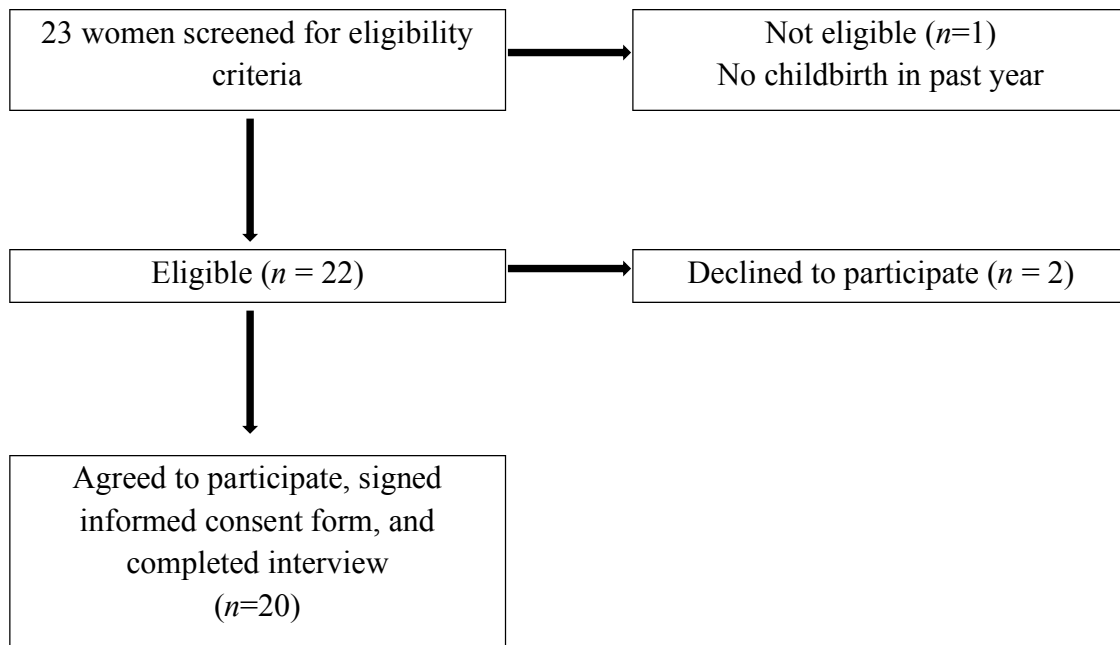 23 women screened for eligibility
criteria
Not eligible (n=1)
No childbirth in past year
Eligible (n = 22)
Declined to participate (n = 2)
Agreed to participate, signed
informed consent form, and
completed interview
(n=20)